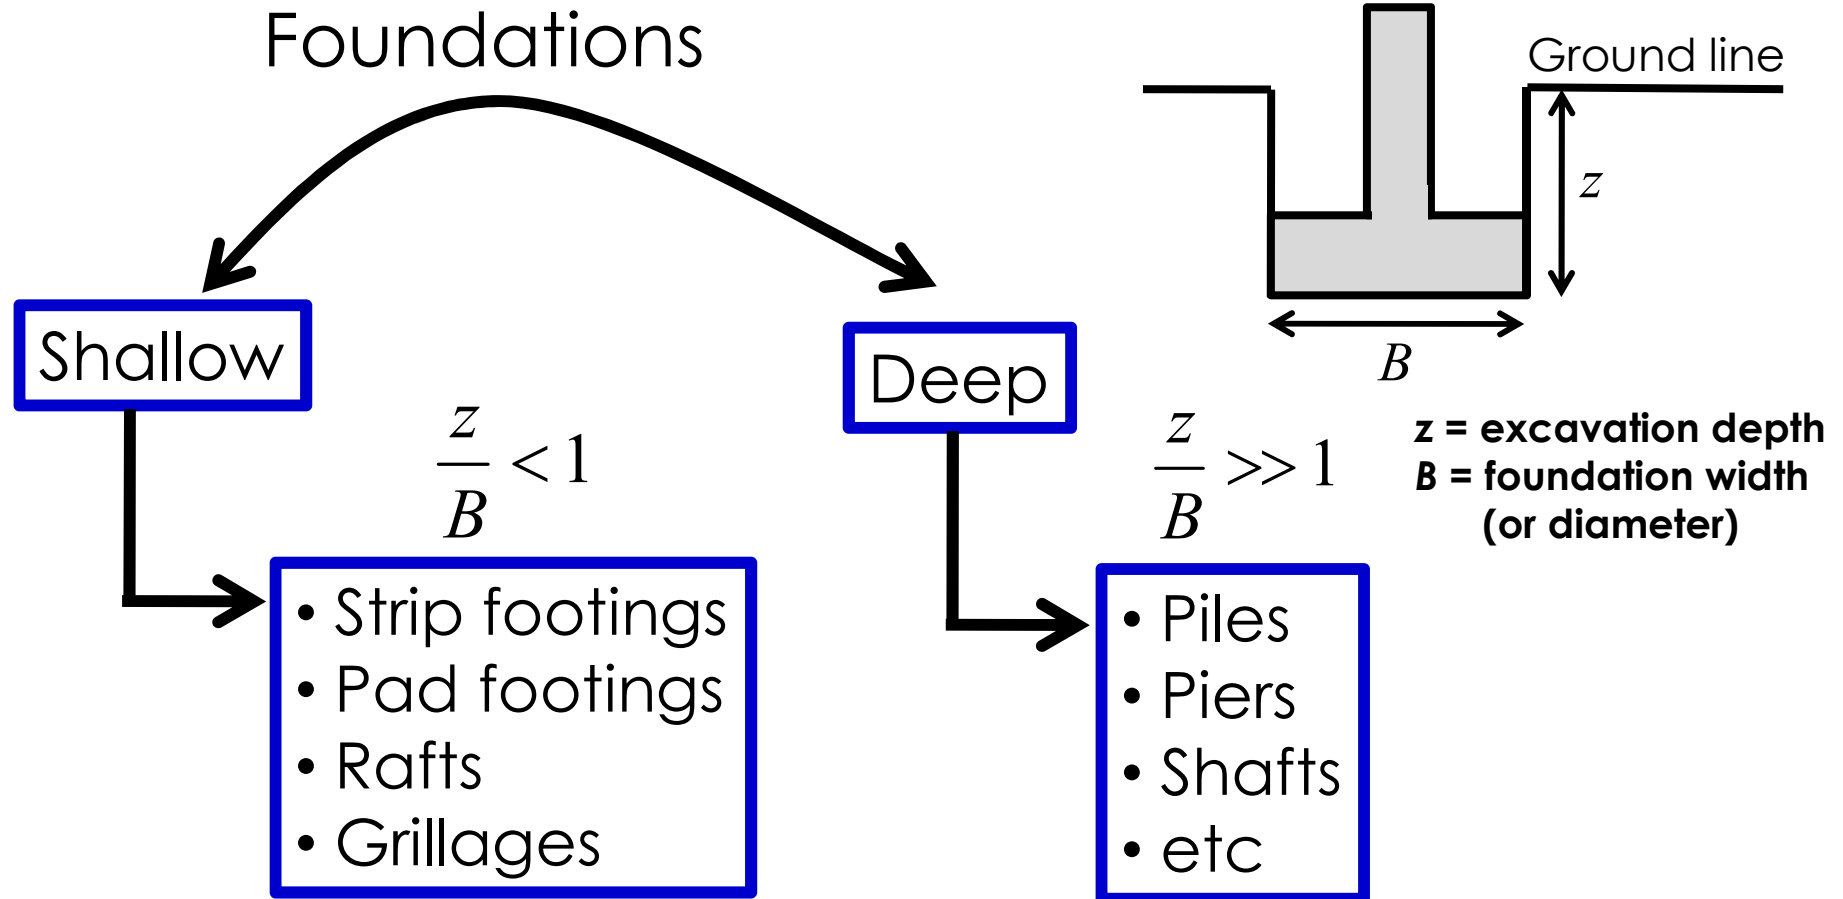 Foundations
Ground line
z
B
Shallow
Deep
z/B < 1
z/B >> 1
z = excavation depth
B = foundation width
(or diameter)
• Strip footings
• Pad footings
• Rafts
• Grillages
• Piles
• Piers
• Shafts
• etc